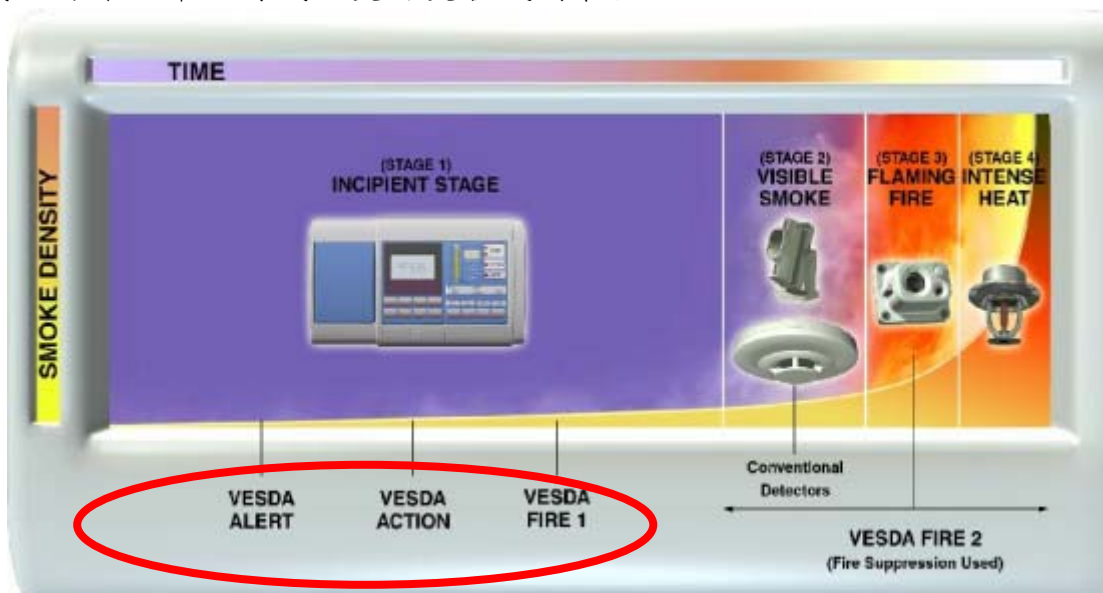 TIME
SMOKE DENSITY
(STAGE 1)
INCIPIENT STAGE
(STAGE 2)
VISIBLE
SMOKE
(STAGE 3)
FLAMING
FIRE
(STAGE 4)
INTENSE
HEAT
VESDA
ALERT
VESDA
ACTION
VESDA
FIRE 1
Conventional
Detectors
VESDA FIRE 2
(Fire Suppression Used)